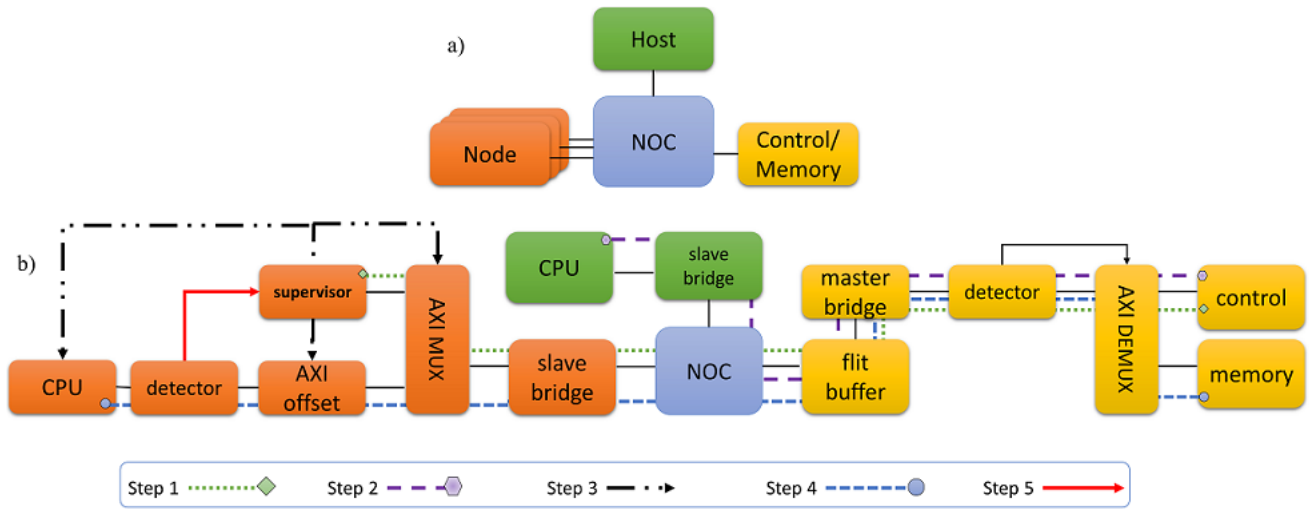 a)
Host
NOC
Node
Control/
Memory
b)
CPU
detector
supervisor
AXI
offset
AXI MUX
slave
bridge
CPU
slave
bridge
NOC
master
bridge
flit
buffer
detector
AXI DEMUX
control
memory
Step 1
Step 2
Step 3
Step 4
Step 5